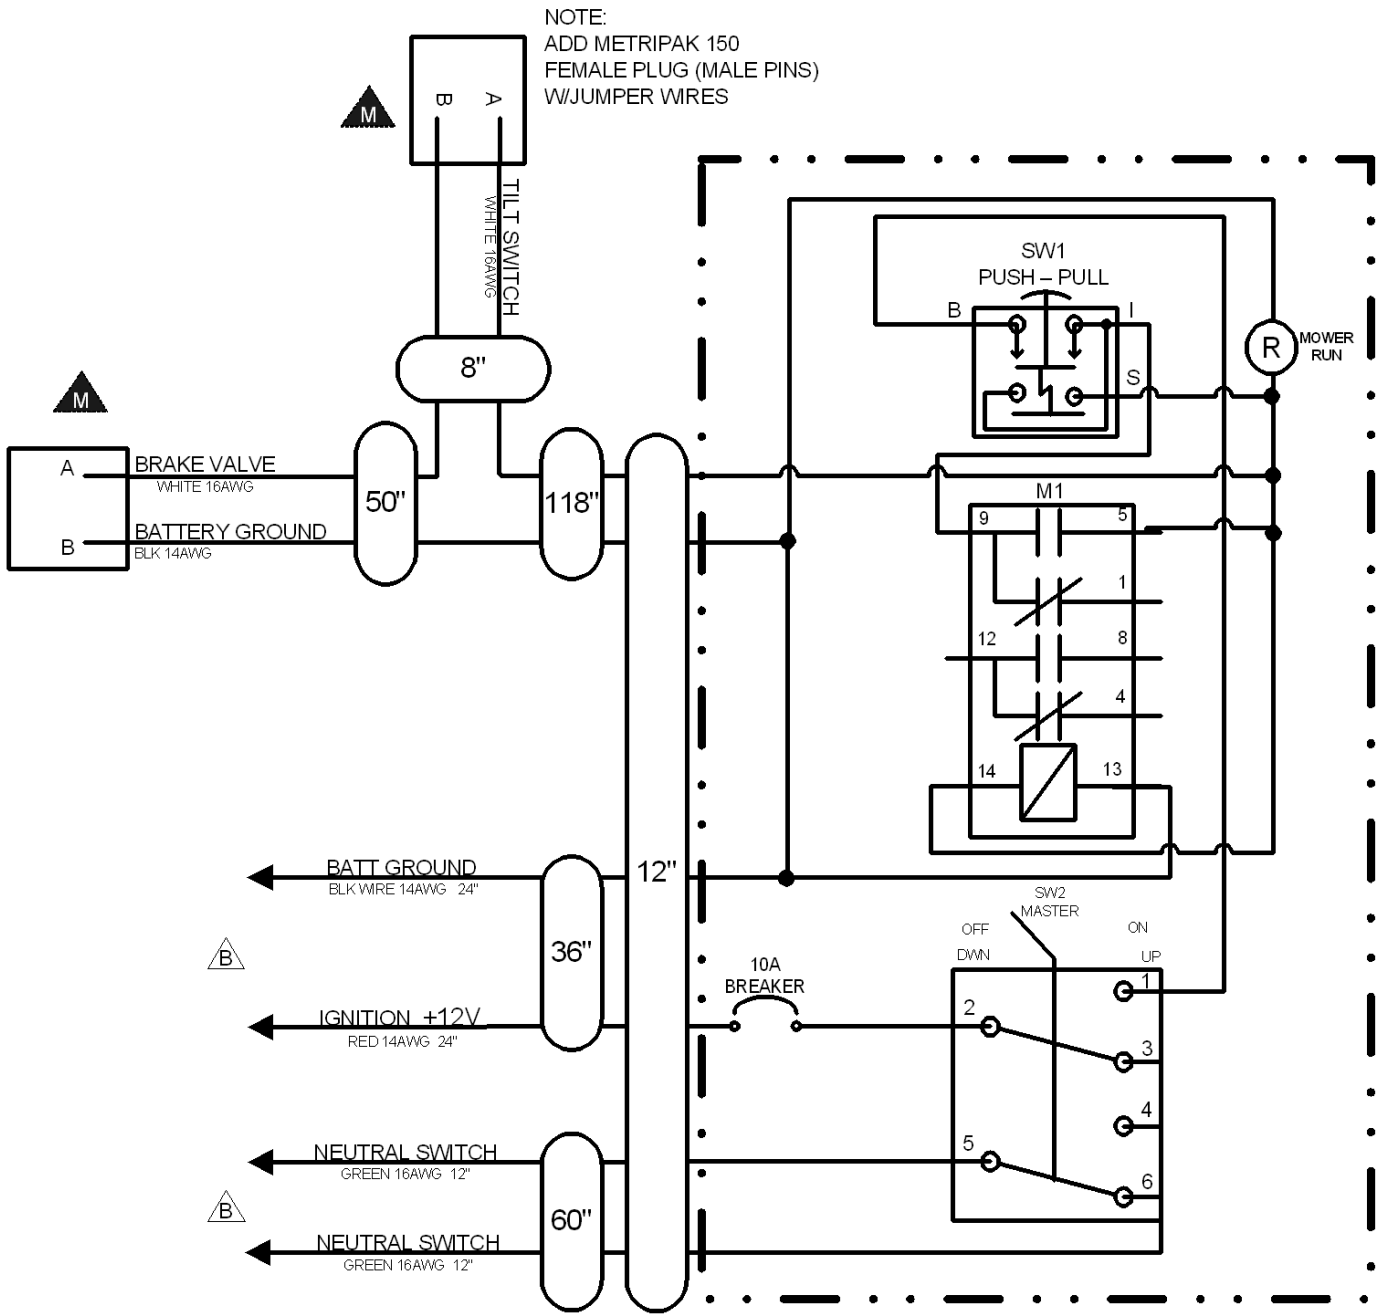 NOTE:
ADD METRIPAK 150
FEMALE PLUG (MALE PINS)
W/JUMPER WIRES
B
A
M
TILT SWITCH
WHITE 16AWG
SW1
PUSH – PULL
B
I
S
R
MOWER
RUN
8"
M
A
BRAKE VALVE
WHITE 16AWG
B
BATTERY GROUND
BLK 14AWG
50"
118"
M1
9
5
1
12
8
4
14
13
12"
BATT GROUND
BLK WIRE 14AWG 24"
36"
B
IGNITION +12V
RED 14AWG 24"
10A
BREAKER
SW2
MASTER
OFF
DWN
ON
UP
1
2
3
4
5
6
NEUTRAL SWITCH
GREEN 16AWG 12"
B
60"
NEUTRAL SWITCH
GREEN 16AWG 12"